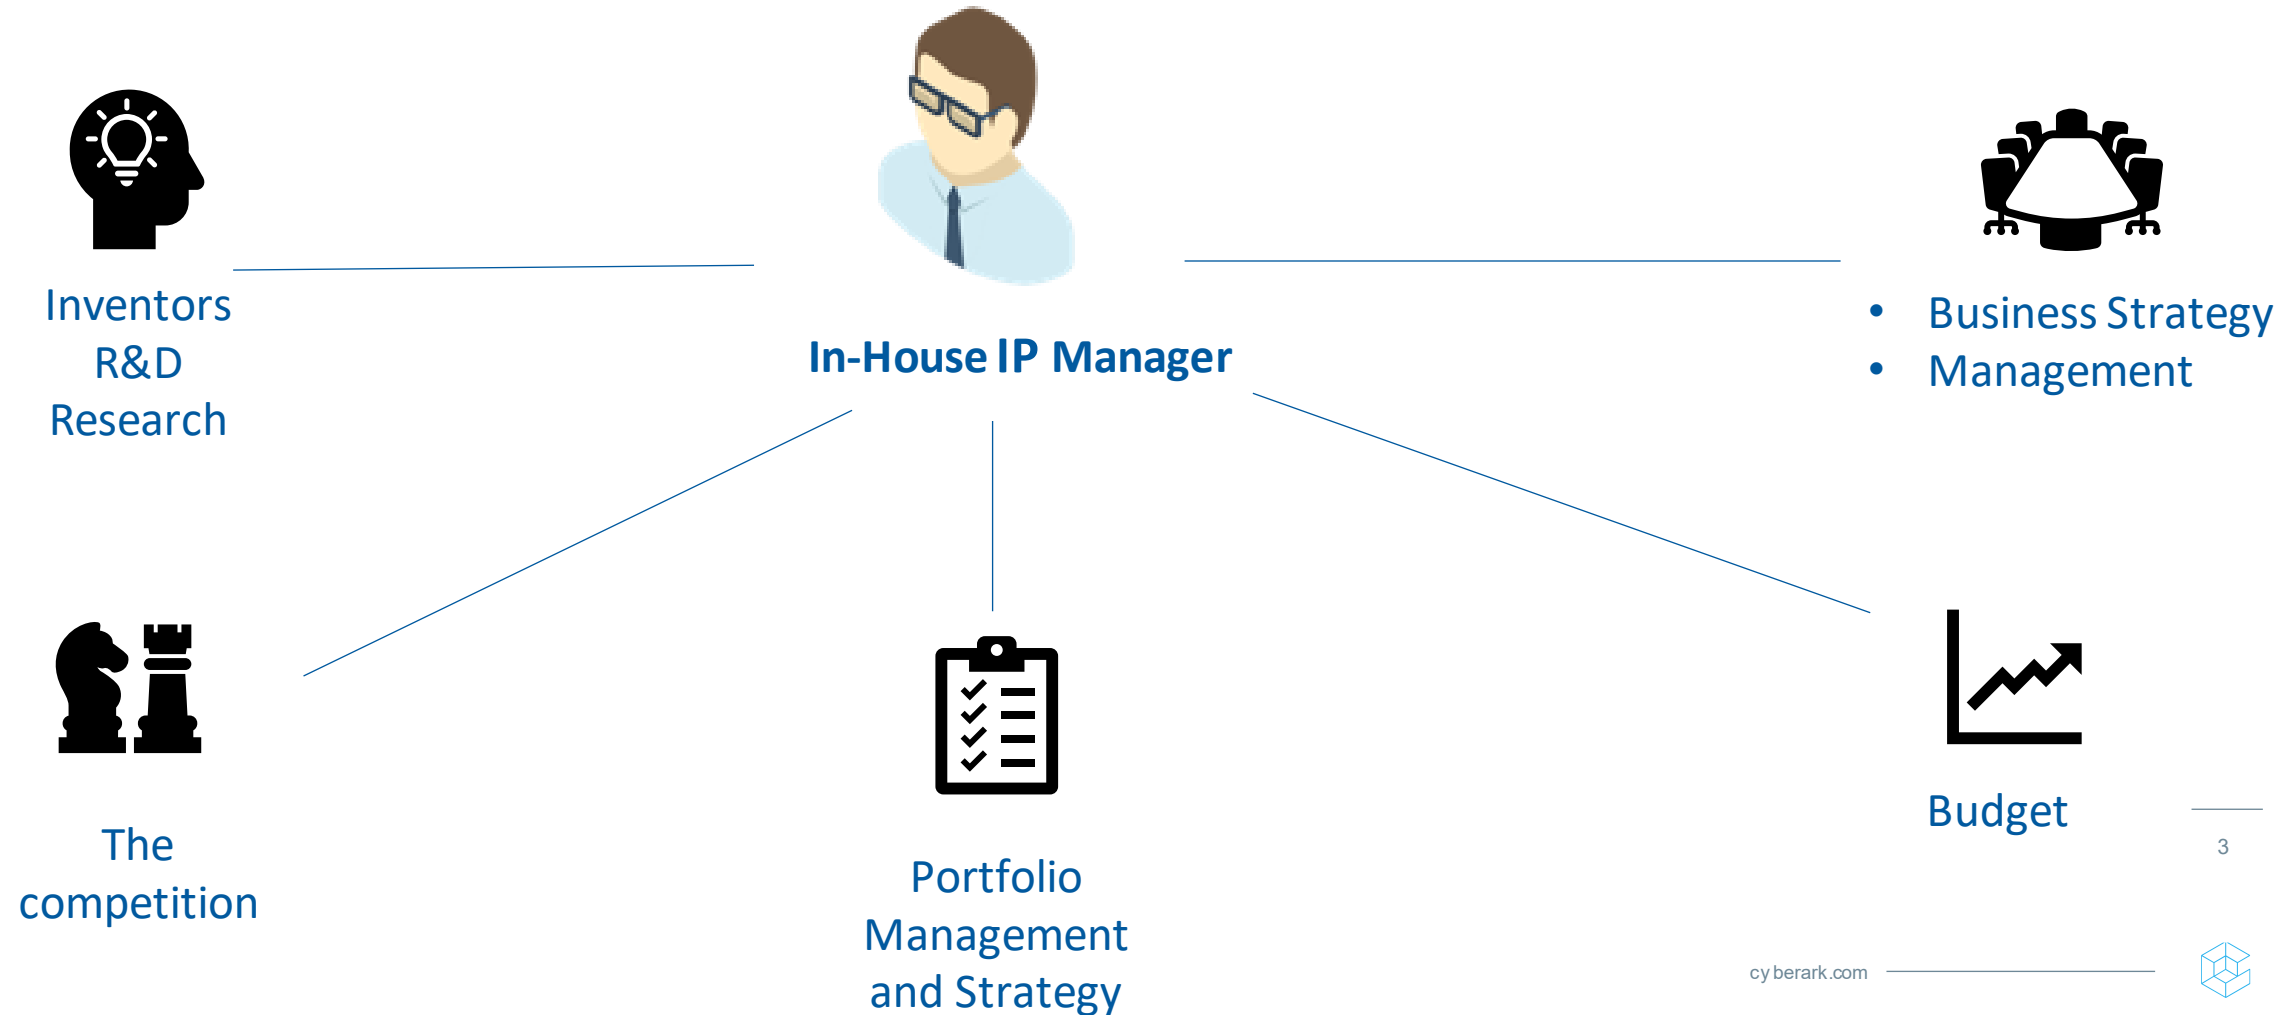 Inventors
R&D
Research
In-House IP Manager
• Business Strategy
• Management
The
competition
Portfolio
Management
and Strategy
Budget
3
cyberark.com